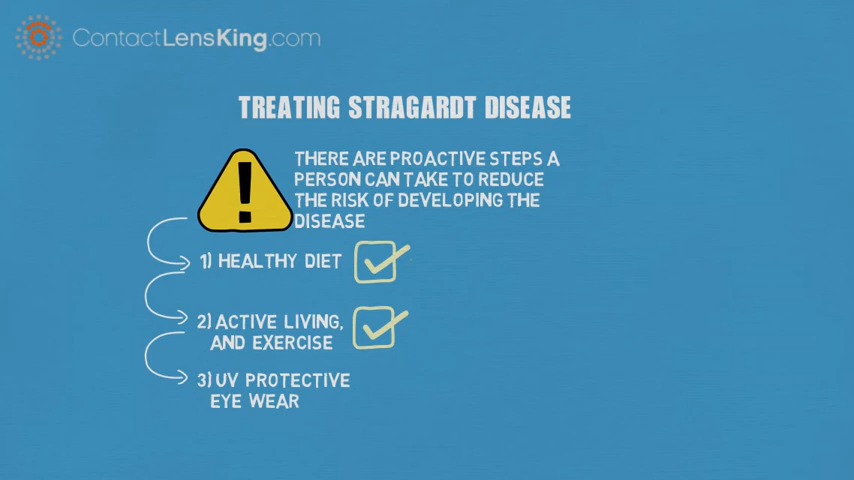 ContactLensKing.com
TREATING STRAGARDT DISEASE
THERE ARE PROACTIVE STEPS A
PERSON CAN TAKE TO REDUCE
THE RISK OF DEVELOPING THE
DISEASE
1) HEALTHY DIET
2) ACTIVE LIVING,
AND EXERCISE
3) UV PROTECTIVE
EYE WEAR